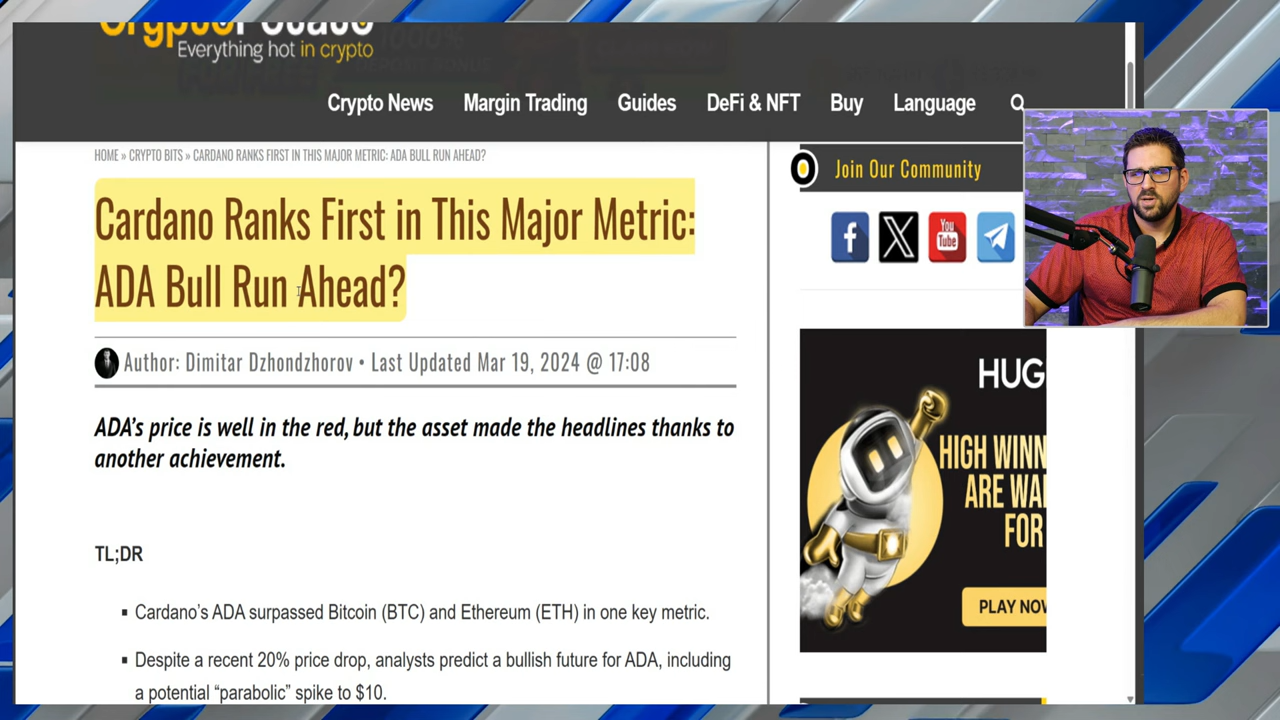 Everything hot in crypto
Crypto News Margin Trading Guides DeFi & NFT Buy Language
HOME » CRYPTO BITS » CARDANO RANKS FIRST IN THIS MAJOR METRIC: ADA BULL RUN AHEAD?
Cardano Ranks First in This Major Metric:
ADA Bull Run Ahead?
Author: Dimitar Dzhondzhorov • Last Updated Mar 19, 2024 @ 17:08
ADA's price is well in the red, but the asset made the headlines thanks to
another achievement.
TL;DR
▪ Cardano's ADA surpassed Bitcoin (BTC) and Ethereum (ETH) in one key metric.
▪ Despite a recent 20% price drop, analysts predict a bullish future for ADA, including
a potential “parabolic” spike to $10.
Join Our Community
You
Tube
HUG
HIGH WINN
ARE WA
FOR
PLAY NOW